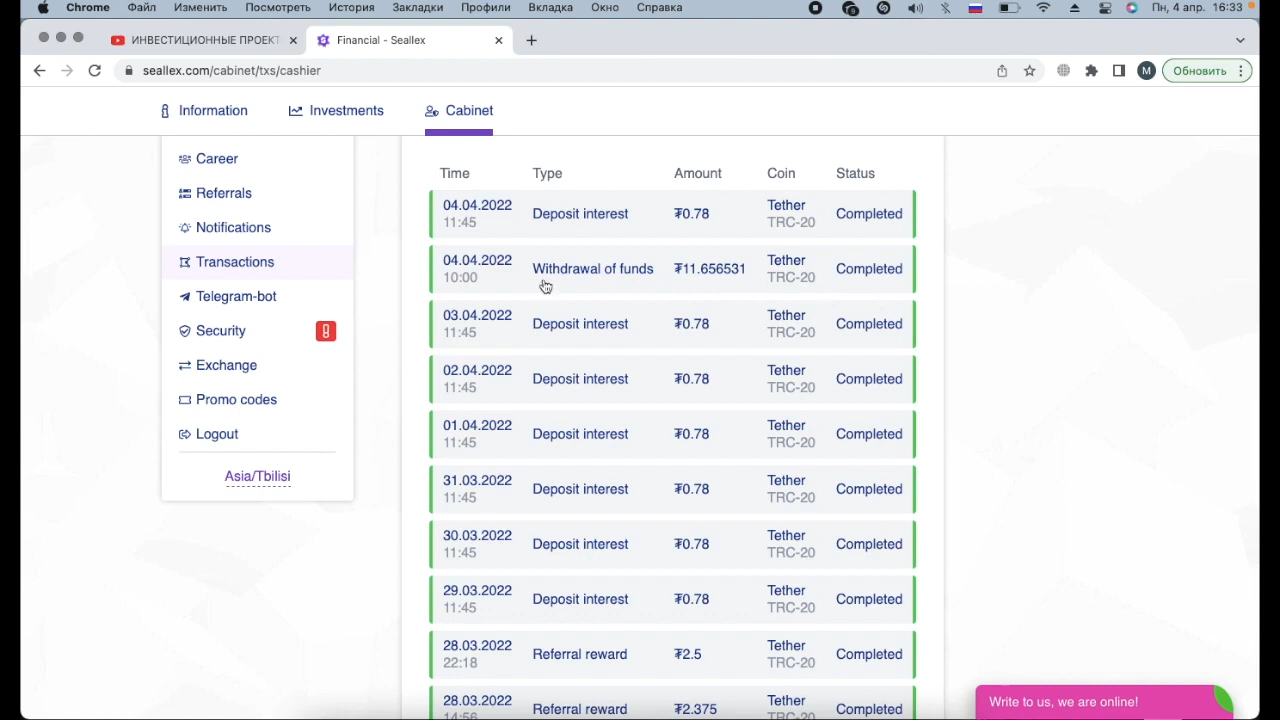 Chrome Файл Изменить Посмотреть История Закладки Профили Вкладка Окно Справка Пн, 4 апр. 16:33
ИНВЕСТИЦИОННЫЕ ПРОЕКТ
Financial - Seallex
seallex.com/cabinet/txs/cashier
M
Обновить
Information Investments Cabinet
Career
Referrals
Notifications
Transactions
Telegram-bot
Security
Exchange
Promo codes
Logout
Asia/Tbilisi
Time Type Amount Coin Status
04.04.2022 Deposit interest ₮0.78 Tether Completed
11:45 TRC-20
04.04.2022 Withdrawal of funds ₮11.656531 Tether Completed
10:00 TRC-20
03.04.2022 Deposit interest ₮0.78 Tether Completed
11:45 TRC-20
02.04.2022 Deposit interest ₮0.78 Tether Completed
11:45 TRC-20
01.04.2022 Deposit interest ₮0.78 Tether Completed
11:45 TRC-20
31.03.2022 Deposit interest ₮0.78 Tether Completed
11:45 TRC-20
30.03.2022 Deposit interest ₮0.78 Tether Completed
11:45 TRC-20
29.03.2022 Deposit interest ₮0.78 Tether Completed
11:45 TRC-20
28.03.2022 Referral reward ₮2.5 Tether Completed
22:18 TRC-20
28.03.2022 Referral reward ₮2.375 Tether Completed
14:56 TRC-20
Write to us, we are online!